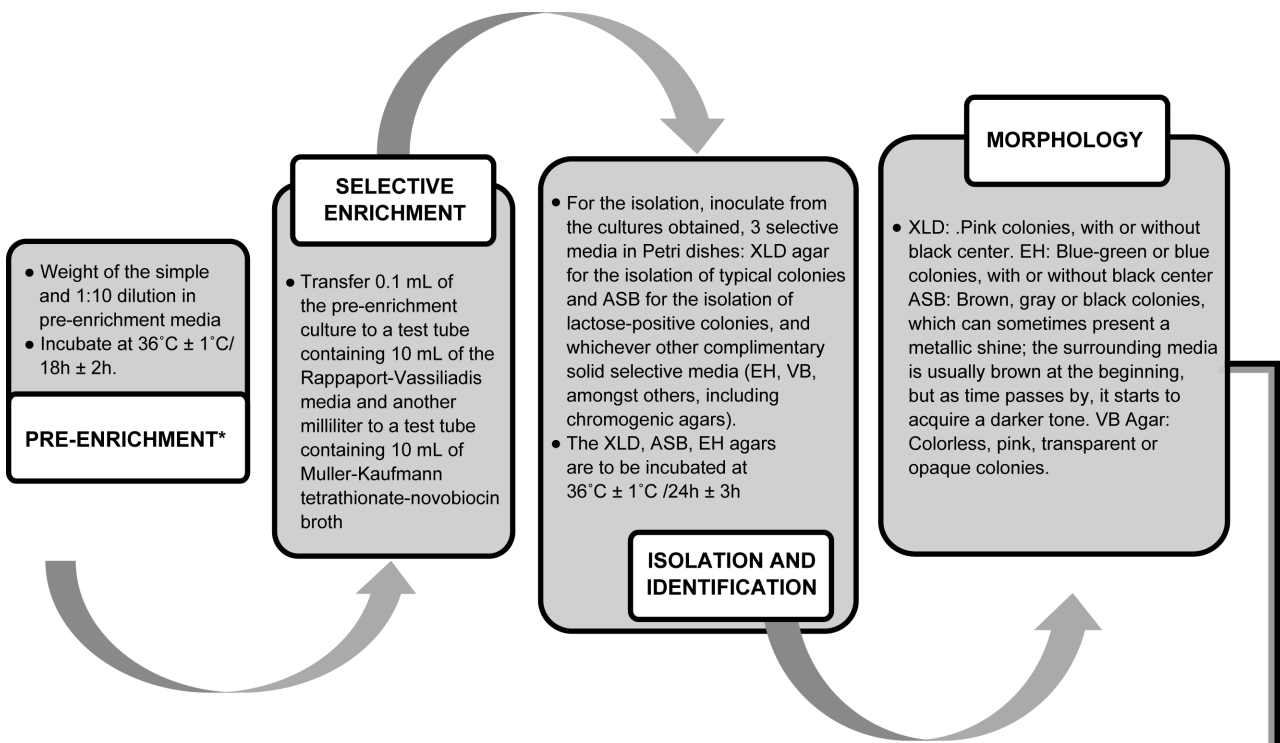 ● Weight of the simple
and 1:10 dilution in
pre-enrichment media
● Incubate at 36˚C ± 1˚C/
18h ± 2h.
PRE-ENRICHMENT*
SELECTIVE
ENRICHMENT
● Transfer 0.1 mL of
the pre-enrichment
culture to a test tube
containing 10 mL of the
Rappaport-Vassiliadis
media and another
milliliter to a test tube
containing 10 mL of
Muller-Kaufmann
tetrathionate-novobiocin
broth
● For the isolation, inoculate from
the cultures obtained, 3 selective
media in Petri dishes: XLD agar
for the isolation of typical colonies
and ASB for the isolation of
lactose-positive colonies, and
whichever other complimentary
solid selective media (EH, VB,
amongst others, including
chromogenic agars).
● The XLD, ASB, EH agars
are to be incubated at
36˚C ± 1˚C /24h ± 3h
ISOLATION AND
IDENTIFICATION
MORPHOLOGY
● XLD: .Pink colonies, with or without
black center. EH: Blue-green or blue
colonies, with or without black center
ASB: Brown, gray or black colonies,
which can sometimes present a
metallic shine; the surrounding media
is usually brown at the beginning,
but as time passes by, it starts to
acquire a darker tone. VB Agar:
Colorless, pink, transparent or
opaque colonies.